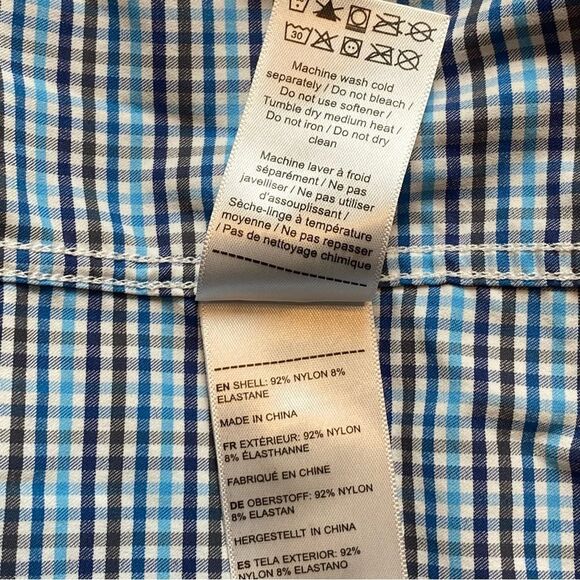 30
Machine wash cold
separately / Do not bleach /
Do not use softener /
Tumble dry medium heat /
Do not iron / Do not dry
clean
Machine laver à froid
séparément / Ne pas
javelliser / Ne pas utiliser
d'assouplissant /
Sèche-linge à température
moyenne / Ne pas repasser
/ Pas de nettoyage chimique
EN SHELL: 92% NYLON 8%
ELASTANE
MADE IN CHINA
FR EXTÉRIEUR: 92% NYLON
8% ÉLASTHANNE
FABRIQUÉ EN CHINE
DE OBERSTOFF: 92% NYLON
8% ELASTAN
HERGESTELLT IN CHINA
ES TELA EXTERIOR: 92%
NYLON 8% ELASTANO